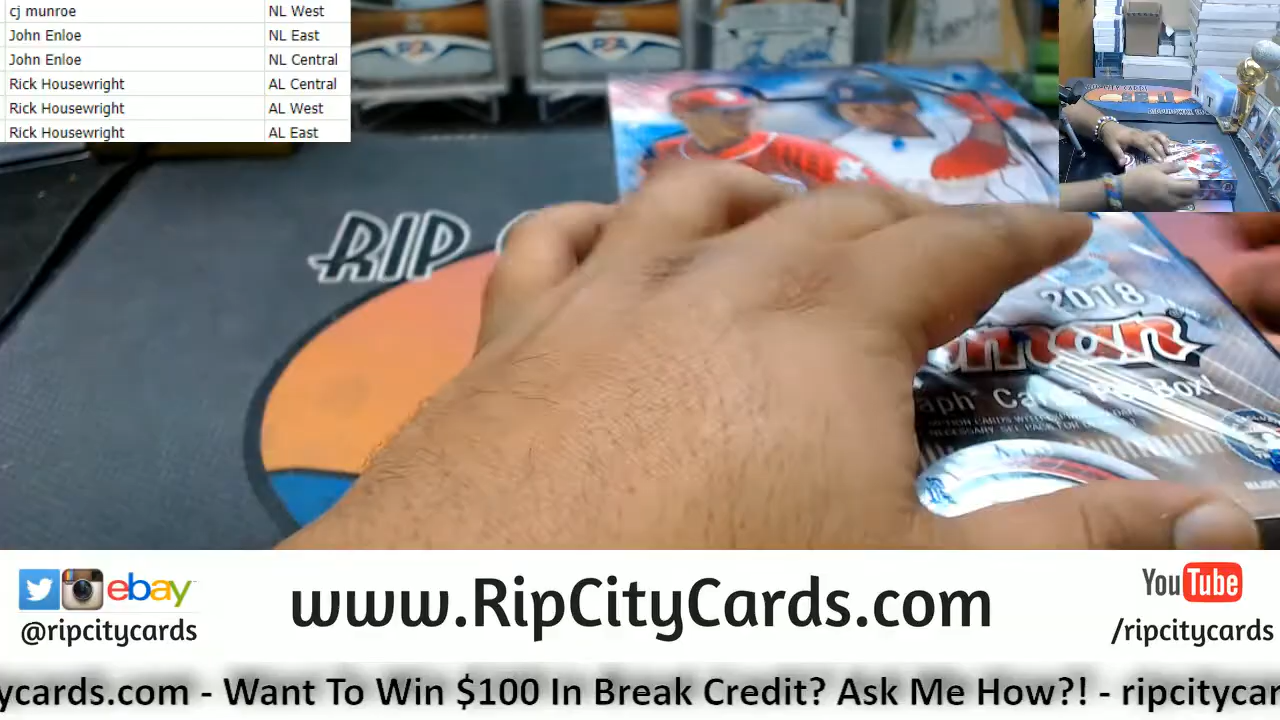 cj munroe NL West
John Enloe NL East
John Enloe NL Central
Rick Housewright AL Central
Rick Housewright AL West
Rick Housewright AL East
RIP
2018
Box!
www.RipCityCards.com
ebay
@ripcitycards
YouTube
/ripcitycards
ycards.com - Want To Win $100 In Break Credit? Ask Me How?! - ripcitycar